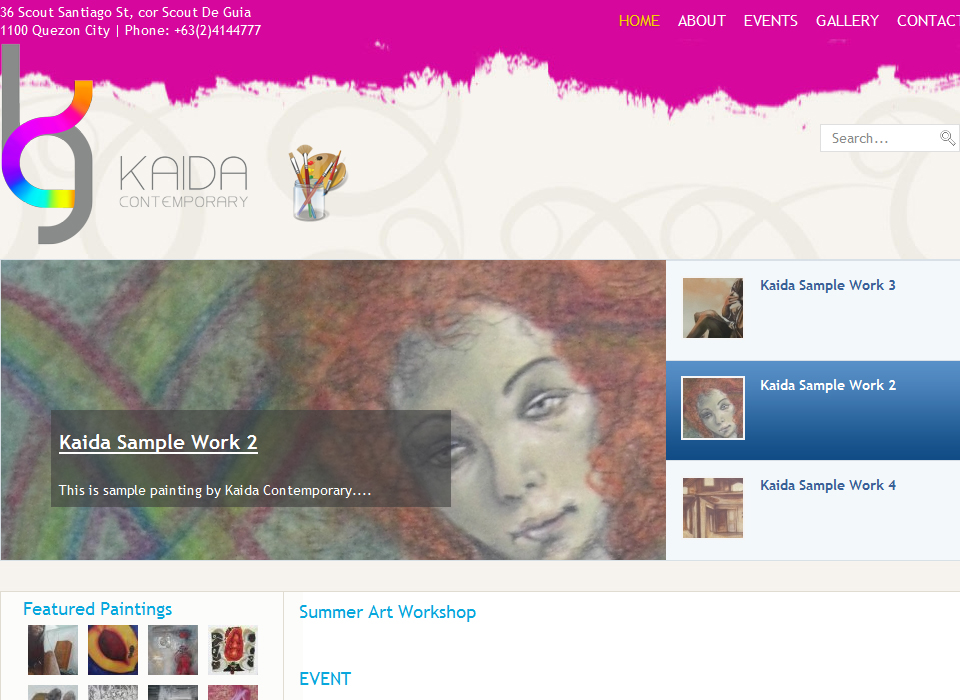 36 Scout Santiago St, cor Scout De Guia
1100 Quezon City | Phone: +63(2)4144777
HOME ABOUT EVENTS GALLERY CONTACT
Search...
KAIDA
CONTEMPORARY
Kaida Sample Work 3
Kaida Sample Work 2
Kaida Sample Work 2
This is sample painting by Kaida Contemporary....
Kaida Sample Work 4
Featured Paintings
Summer Art Workshop
EVENT